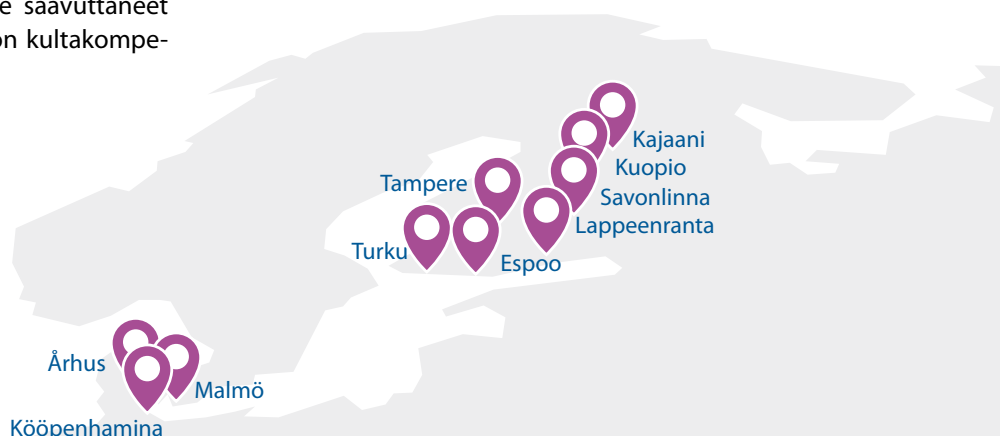 e saavuttaneet
on kultakompe-
Kajaani
Kuopio
Tampere
Savonlinna
Lappeenranta
Turku
Espoo
Århus
Malmö
Kööpenhamina